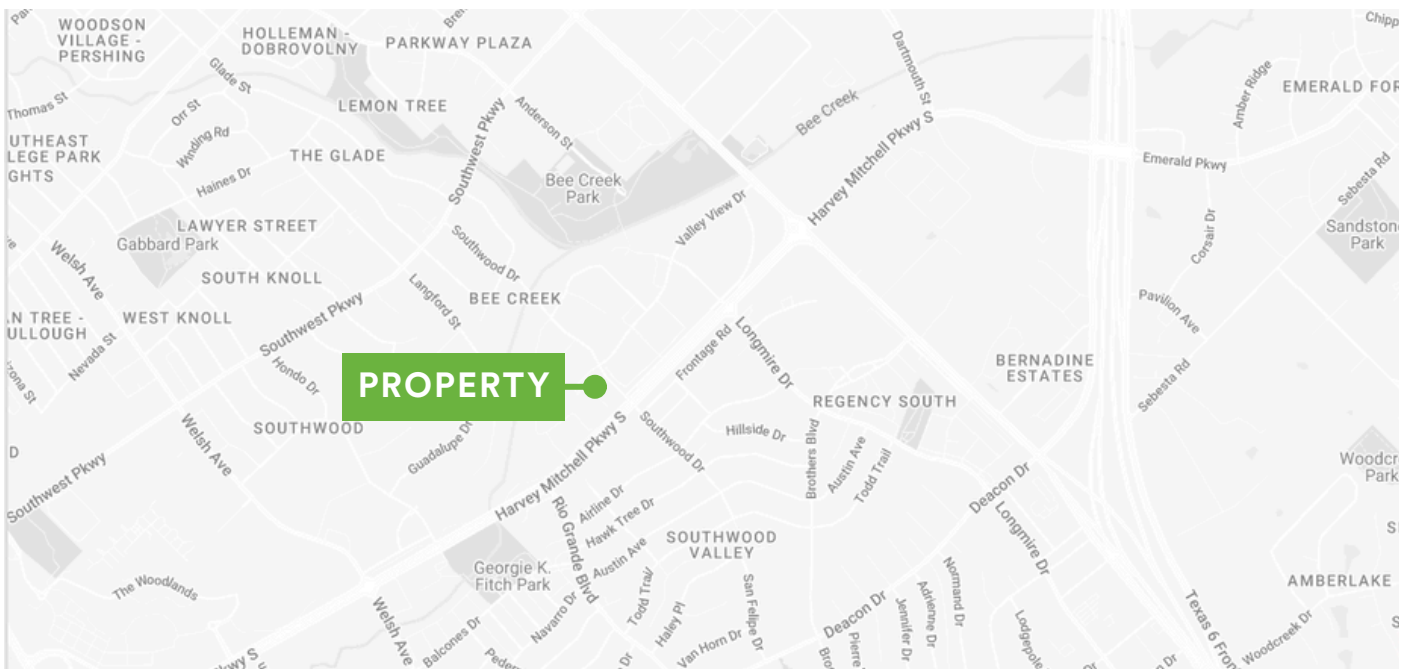 WOODSON
VILLAGE -
PERSHING
HOLLEMAN -
DOBROVOLNY
PARKWAY PLAZA
Dartmouth St
Chipp
Glade St
Thomas St
Orr St
LEMON TREE
Southwest Pkwy
Anderson St
Bee Creek
Harvey Mitchell Pkwy S
Amber Ridge
EMERALD FOR
UTHEAST
LEGE PARK
GHTS
Winding Rd
THE GLADE
Emerald Pkwy
Sebesta Rd
Haines Dr
Bee Creek
Park
Valley View Dr
Corsair Dr
Sandston
Park
LAWYER STREET
Gabbard Park
Welsh Ave
Southwood Dr
SOUTH KNOLL
Langford St
BEE CREEK
Pavilion Ave
AN TREE -
ULLOUGH
WEST KNOLL
Southwest Pkwy
Nevada St
Frontage Rd
Longmire Dr
BERNADINE
ESTATES
Hondo Dr
PROPERTY
Sebesta Rd
REGENCY SOUTH
SOUTHWOOD
Welsh Ave
Guadalupe Dr
Harvey Mitchell Pkwy S
Southwood Dr
Hillside Dr
Brothers Blvd
Austin Ave
Todd Trail
Deacon Dr
D
Southwest Pkwy
Woodcr
Park
Rio Grande Blvd
Airline Dr
Hawk Tree Dr
Austin Ave
Longmire Dr
SOUTHWOOD
VALLEY
Georgie K.
Fitch Park
The Woodlands
Todd Trail
San Felipe Dr
Normand Dr
Adrienne Dr
Jennifer Dr
AMBERLAKE
Welsh Ave
Navarro Dr
Haley Pl
Deacon Dr
Texas 6 Fron
Balcones Dr
Van Horn Dr
Pierre
Lodgepole
Woodcreek Dr